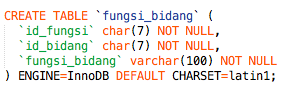 CREATE TABLE `fungsi_bidang` (
`id_fungsi` char(7) NOT NULL,
`id_bidang` char(7) NOT NULL,
`fungsi_bidang` varchar(100) NOT NULL
) ENGINE=InnoDB DEFAULT CHARSET=latin1;